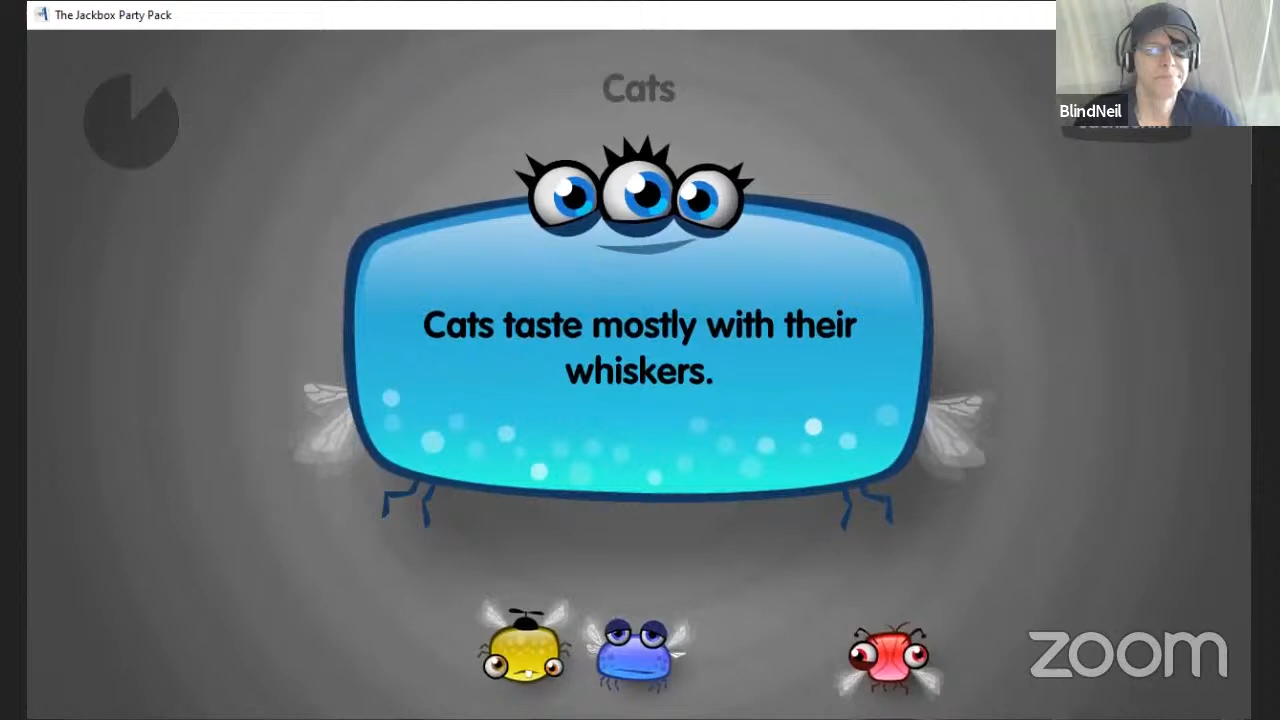 The Jackbox Party Pack
Cats
BlindNeil
Cats taste mostly with their
whiskers.
zoom